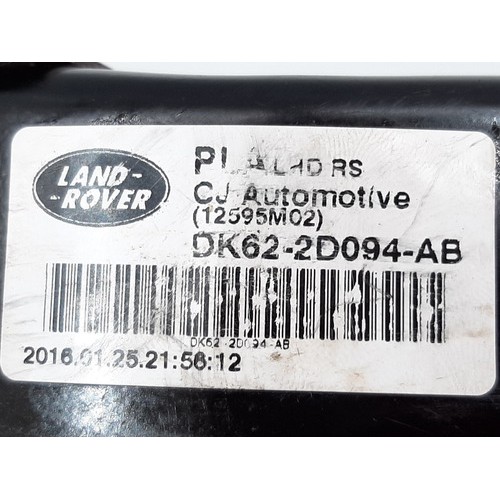 LAND-
-ROVER
PLA LHD RS
CJ Automotive
(12595M02)
DK62-2D094-AB
DK62-2D094-AB
2016.01.25.21:56:12